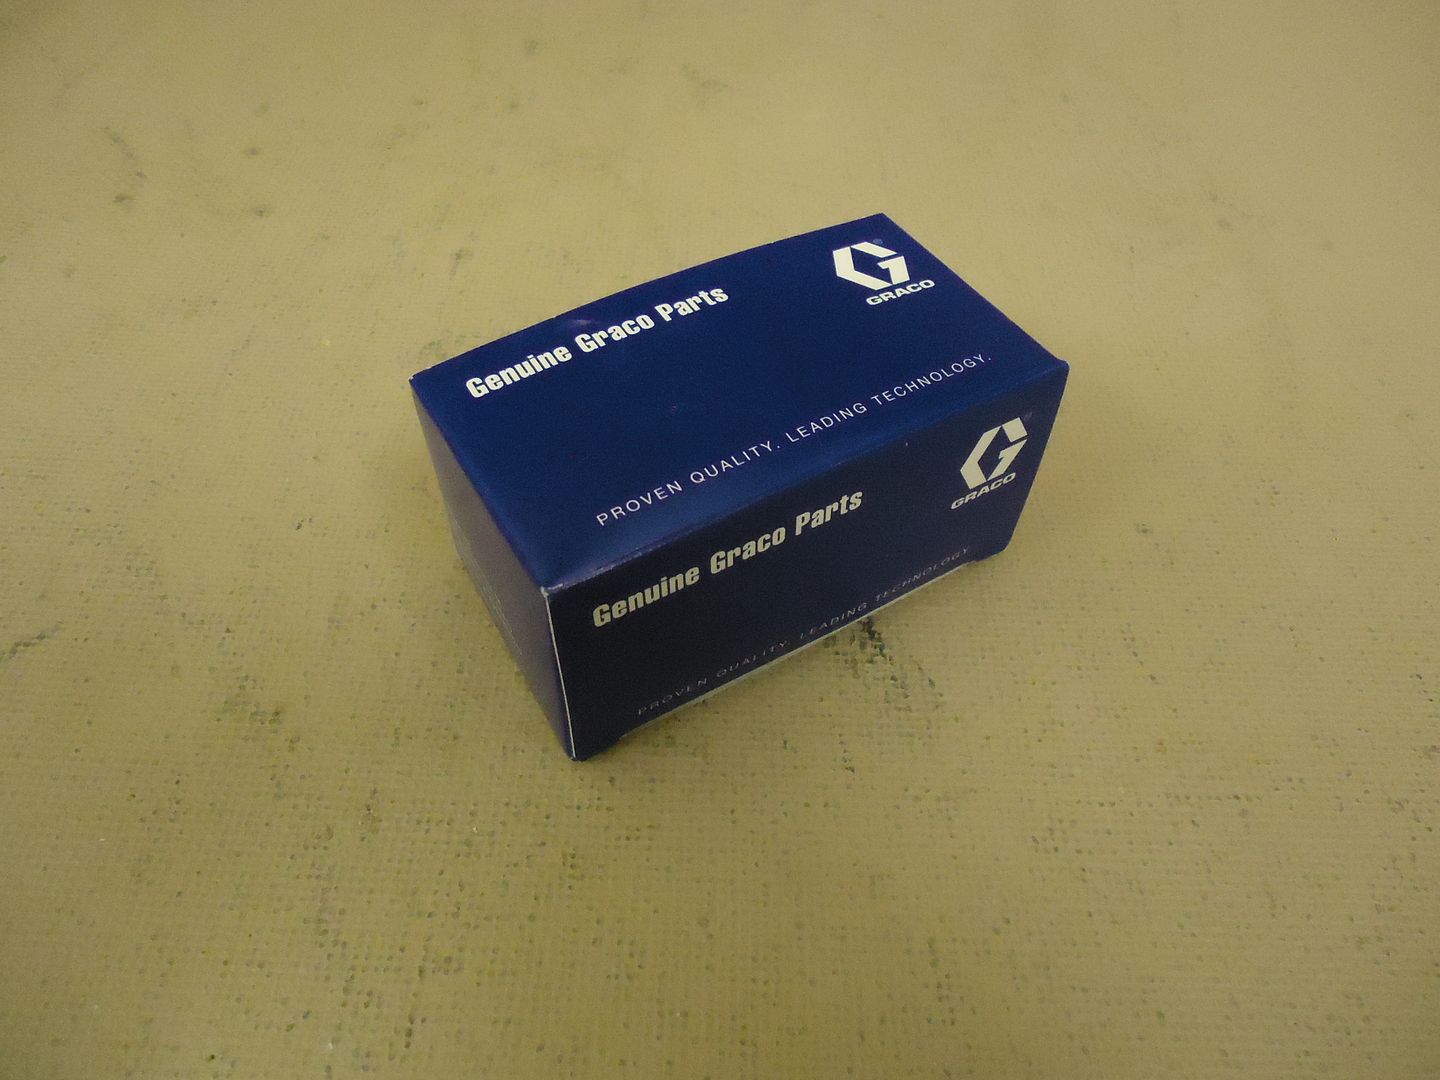 Genuine Graco Parts
GRACO
PROVEN QUALITY. LEADING TECHNOLOGY.
Genuine Graco Parts
GRACO
PROVEN QUALITY. LEADING TECHNOLOGY